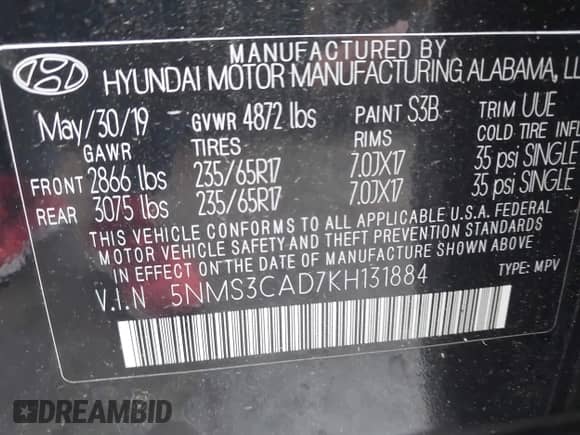 MANUFACTURED BY
HYUNDAI MOTOR MANUFACTURING ALABAMA,
May/30/19 GVWR 4872 lbs PAINT S3B TRIM UUE
GAWR TIRES RIMS COLD TIRE
FRONT 2866 lbs 235/65R17 7.0JX17 35 psi SINGLE
REAR 3075 lbs 235/65R17 7.0JX17 35 psi SINGLE
THIS VEHICLE CONFORMS TO ALL APPLICABLE U.S.A. FEDERAL
MOTOR VEHICLE SAFETY AND THEFT PREVENTION STANDARDS
IN EFFECT ON THE DATE OF MANUFACTURE SHOWN ABOVE.
V.I.N 5NMS3CAD7KH131884 TYPE: MPV
DREAMBID